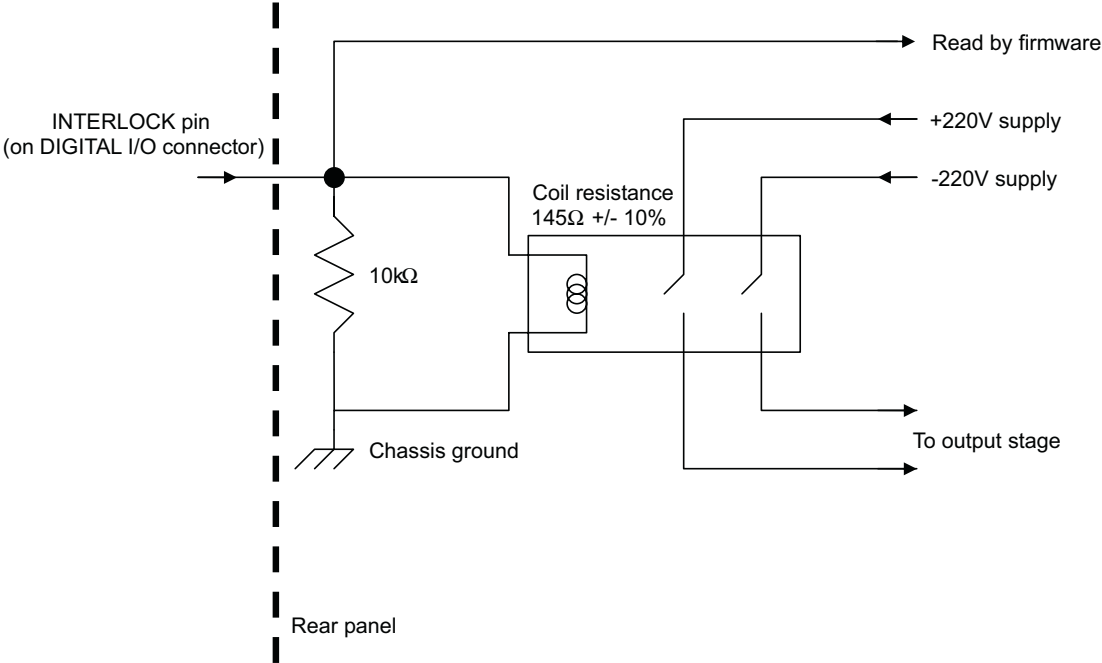 Read by firmware
+220V supply
INTERLOCK pin
(on DIGITAL I/O connector)
-220V supply
Coil resistance
145Ω +/- 10%
10kΩ
To output stage
Chassis ground
Rear panel